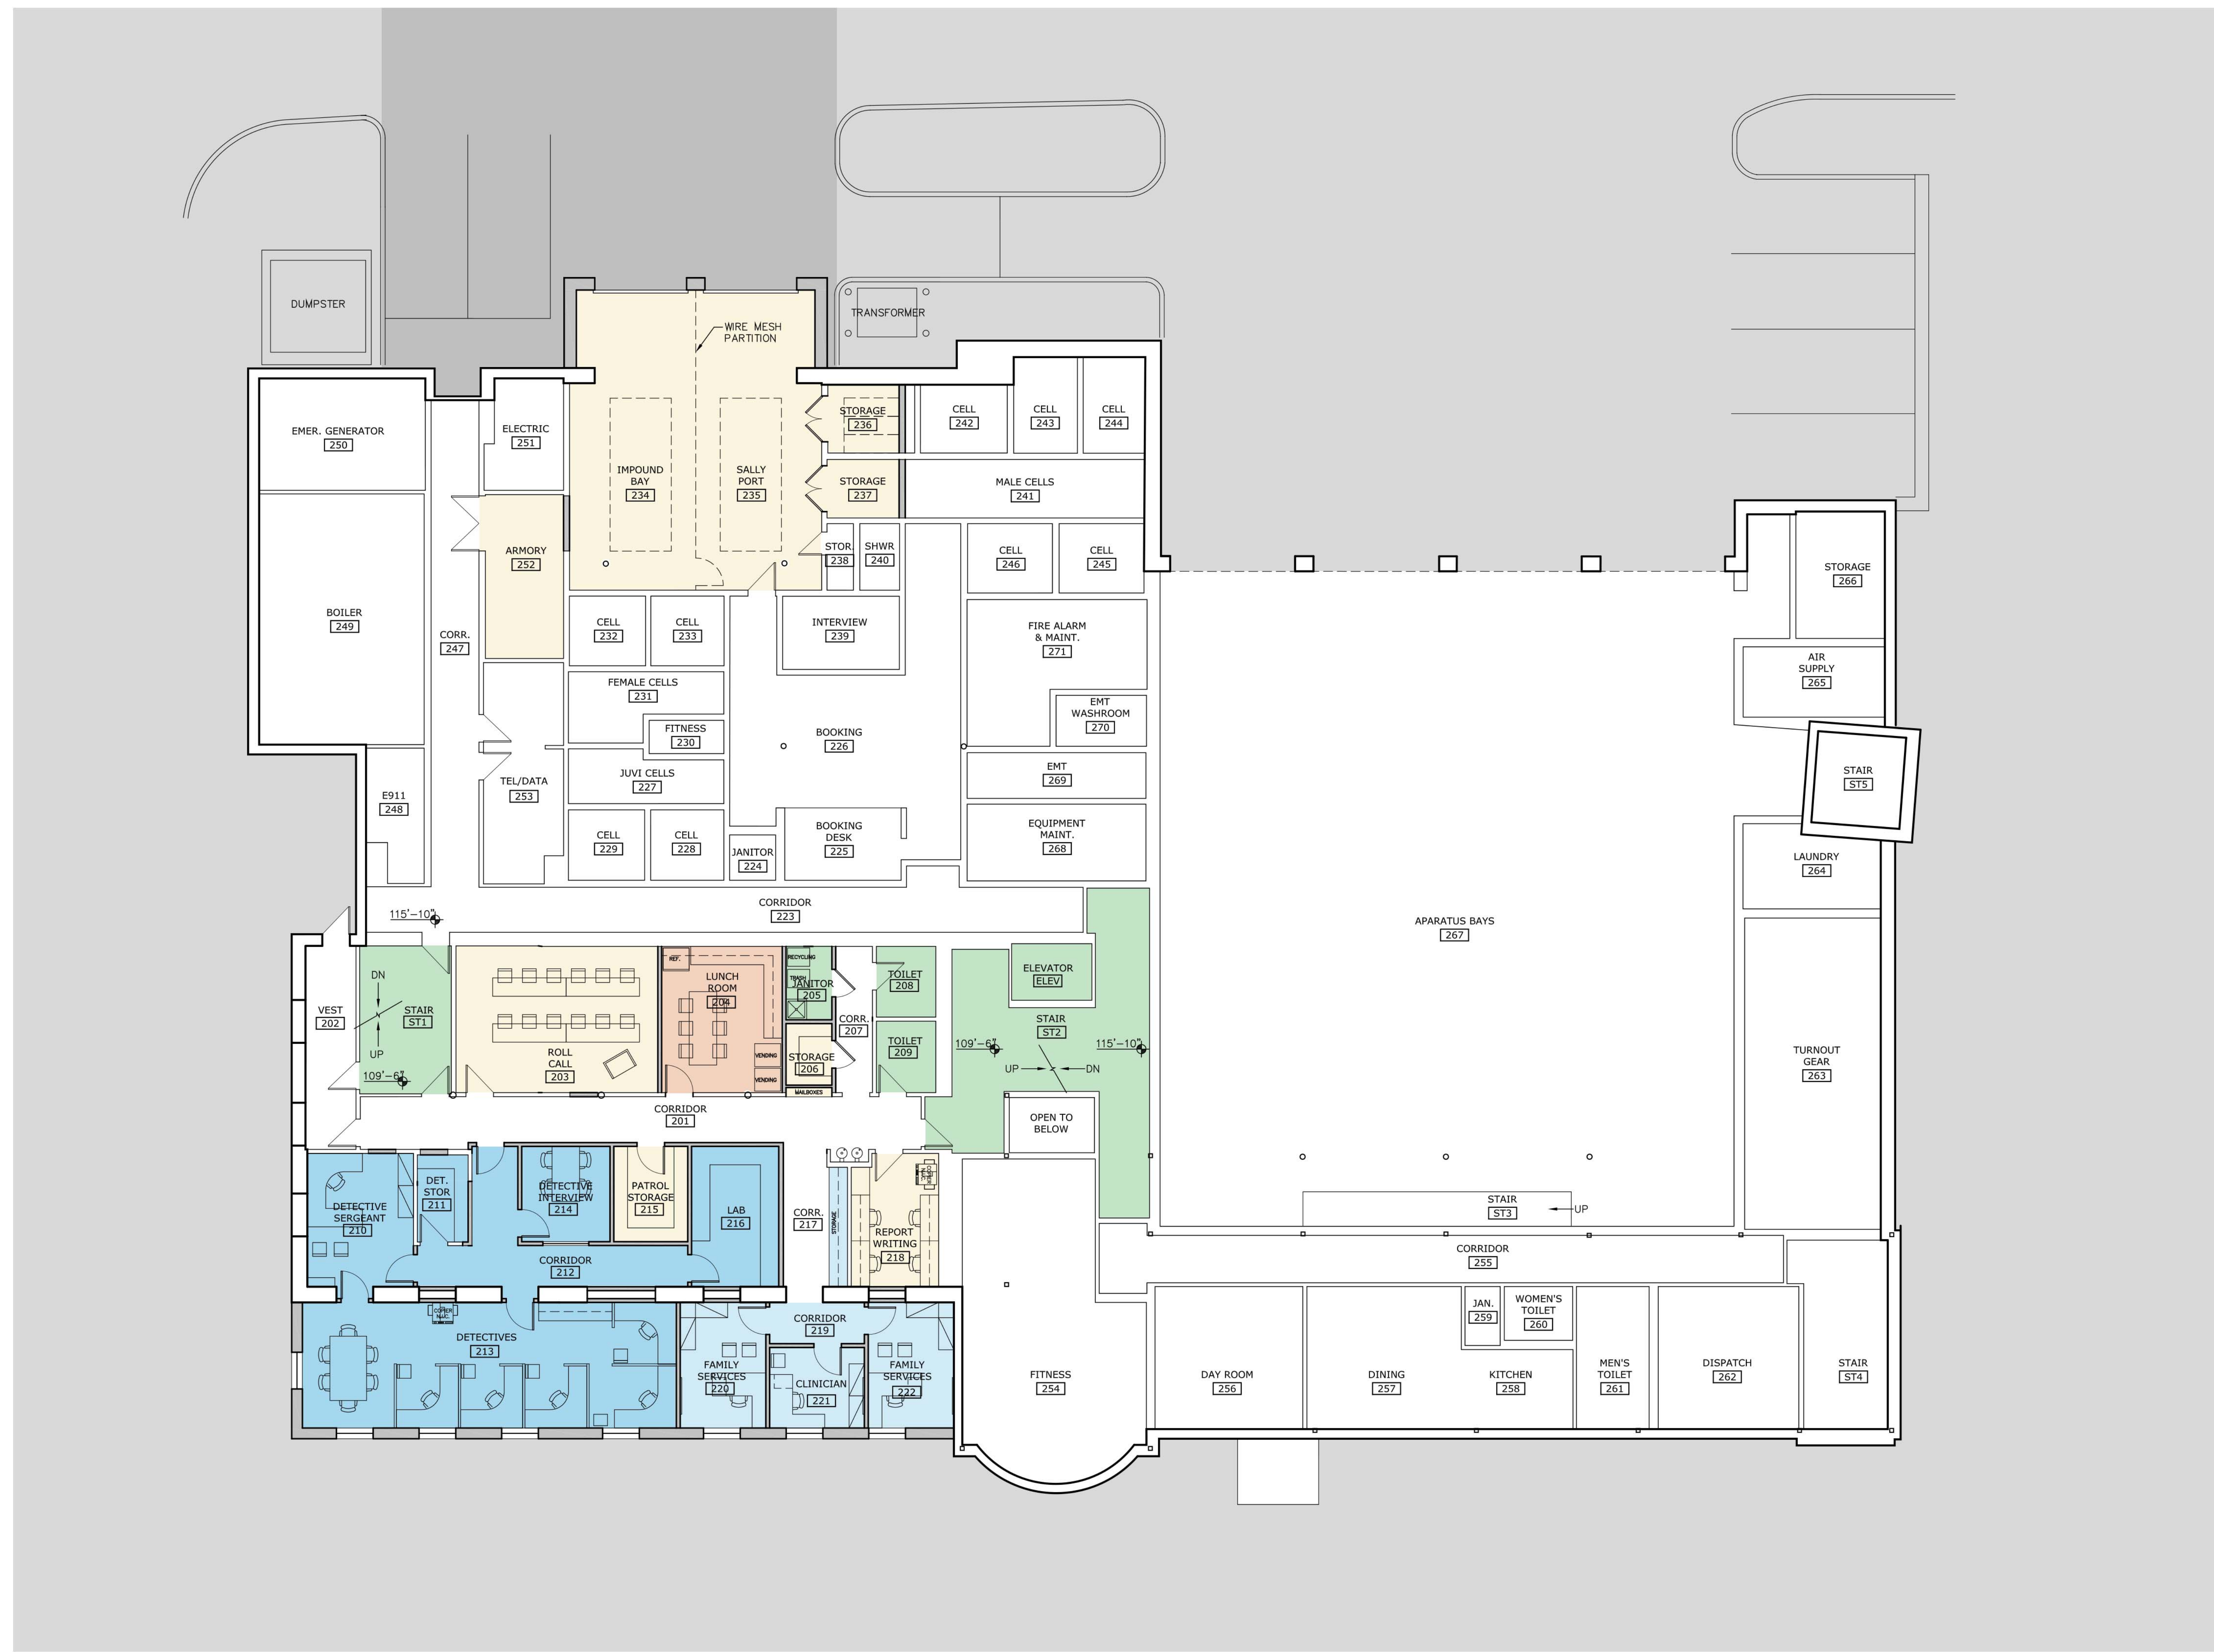 DUMPSTER
TRANSFORMER
WIRE MESH
PARTITION
EMER. GENERATOR
250
ELECTRIC
251
IMPOUND
BAY
234
SALLY
PORT
235
STORAGE
236
STORAGE
237
CELL
242
CELL
243
CELL
244
MALE CELLS
241
ARMORY
252
STOR.
238
SHWR
240
CELL
246
CELL
245
STORAGE
266
BOILER
249
CORR.
247
CELL
232
CELL
233
INTERVIEW
239
FIRE ALARM
& MAINT.
271
AIR
SUPPLY
265
FEMALE CELLS
231
FITNESS
230
BOOKING
226
EMT
WASHROOM
270
JUVI CELLS
227
EMT
269
STAIR
ST5
E911
248
TEL/DATA
253
CELL
229
CELL
228
JANITOR
224
BOOKING
DESK
225
EQUIPMENT
MAINT.
268
LAUNDRY
264
115'-10"
CORRIDOR
223
APARATUS BAYS
267
VEST
202
DN
STAIR
ST1
UP
109'-6"
ROLL
CALL
203
REF.
LUNCH
ROOM
204
VENDING
VENDING
RECYCLING
TRASH
JANITOR
205
STORAGE
206
MAILBOXES
CORR.
207
TOILET
208
TOILET
209
ELEVATOR
ELEV
STAIR
ST2
109'-6"
115'-10"
UP
DN
OPEN TO
BELOW
TURNOUT
GEAR
263
CORRIDOR
201
DETECTIVE
SERGEANT
210
DET.
STOR
211
DETECTIVE
INTERVIEW
214
PATROL
STORAGE
215
LAB
216
CORR.
217
STORAGE
REPORT
WRITING
218
STAIR
ST3
UP
CORRIDOR
212
CORRIDOR
255
DETECTIVES
213
CORRIDOR
219
FAMILY
SERVICES
220
CLINICIAN
221
FAMILY
SERVICES
222
FITNESS
254
DAY ROOM
256
DINING
257
JAN.
259
WOMEN'S
TOILET
260
KITCHEN
258
MEN'S
TOILET
261
DISPATCH
262
STAIR
ST4